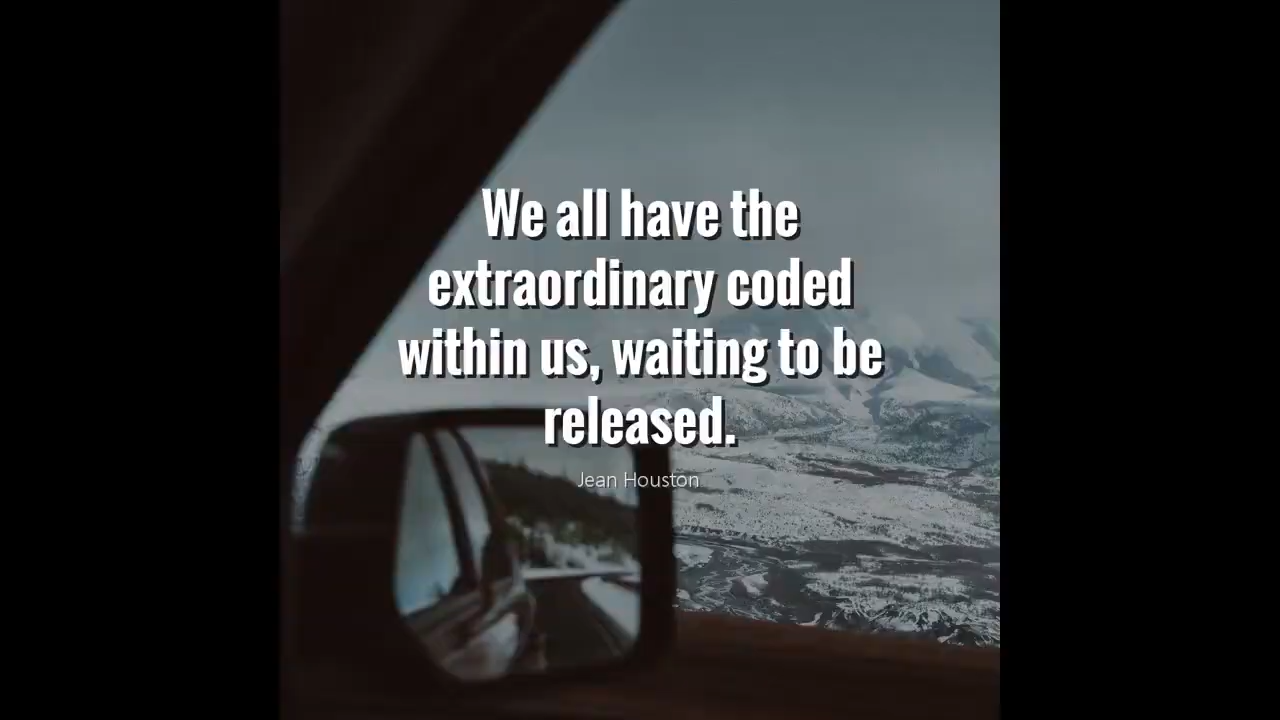 We all have the
extraordinary coded
within us, waiting to be
released.
Jean Houston